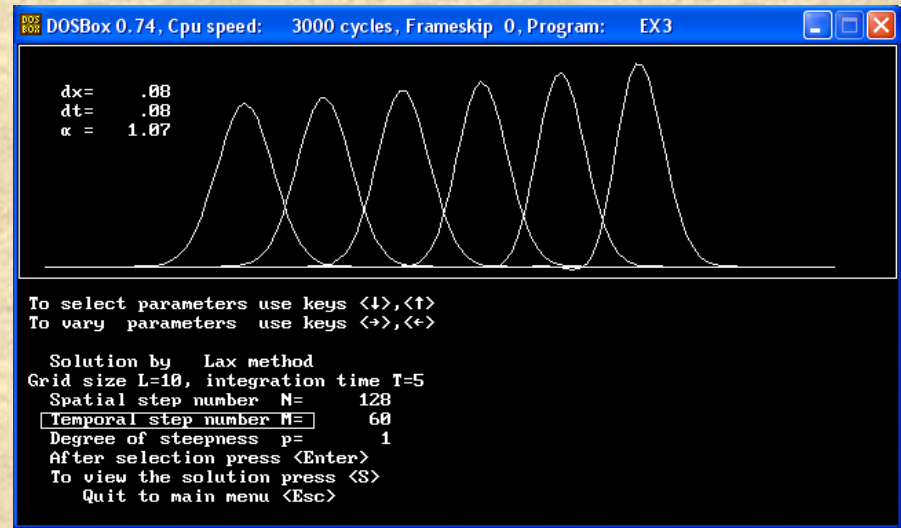 DOSBox 0.74, Cpu speed: 3000 cycles, Frameskip 0, Program: EX3
dx= .08
dt= .08
α = 1.07
To select parameters use keys <↓>,<↑>
To vary parameters use keys <→>,<←>
Solution by Lax method
Grid size L=10, integration time T=5
Spatial step number N= 128
Temporal step number M= 60
Degree of steepness p= 1
After selection press <Enter>
To view the solution press <S>
Quit to main menu <Esc>